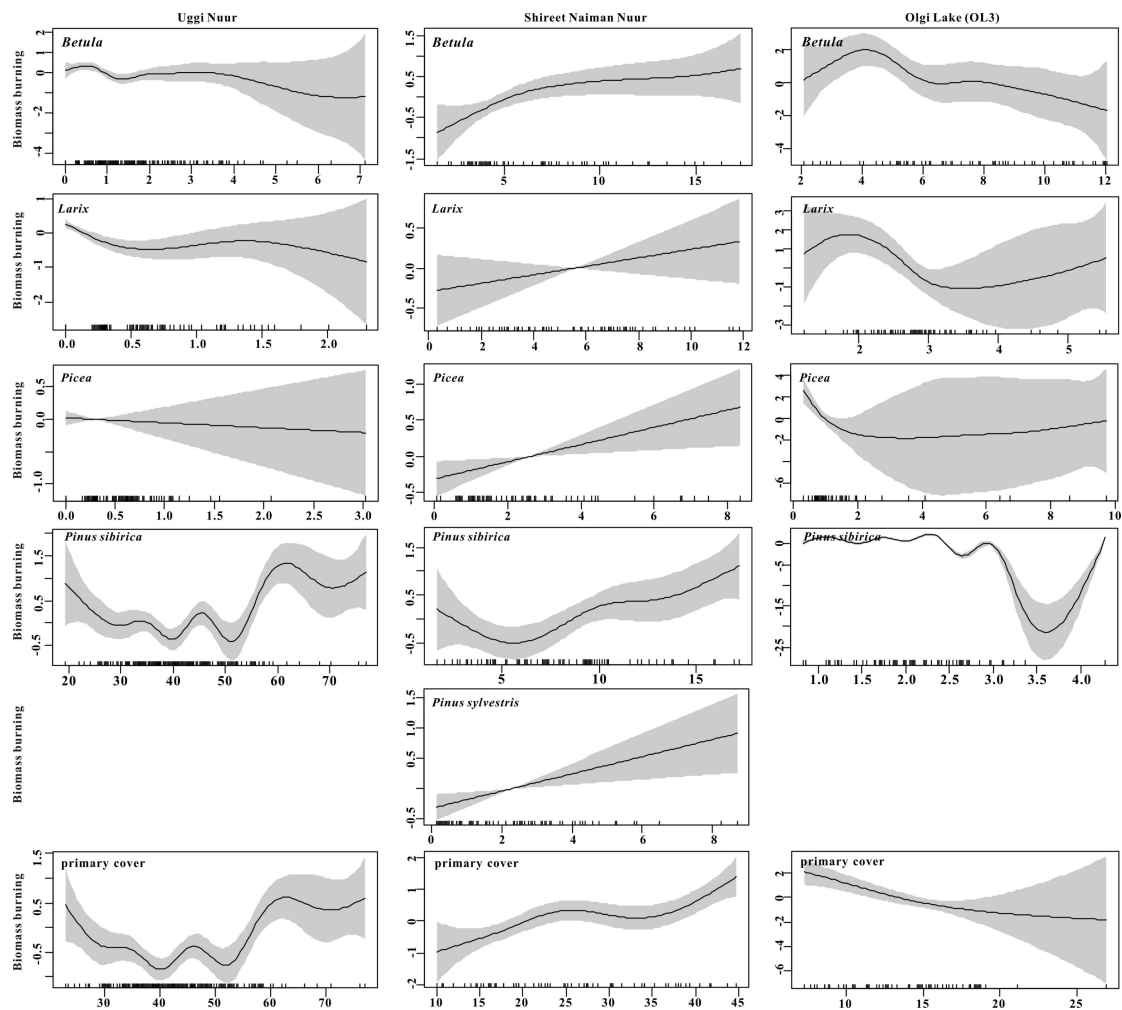 Uggi Nuur
Shireet Naiman Nuur
Olgi Lake (OL3)
Biomass burning
Betula
2
1
0
-2
-4
0 1 2 3 4 5 6 7
Betula
1.5
0.5
-0.5
-1.5
5 10 15
Betula
2
0
-4
2 4 6 8 10 12
Biomass burning
Larix
1
0
-1
-2
0.0 0.5 1.0 1.5 2.0
Larix
0.5
0.0
-0.5
0 2 4 6 8 10 12
Larix
3
2
1
-1
-3
2 3 4 5
Biomass burning
Picea
0.5
0.0
-1.0
0.0 0.5 1.0 1.5 2.0 2.5 3.0
Picea
1.0
0.5
0.0
-0.5
0 2 4 6 8
Picea
4
2
0
-2
-6
0 2 4 6 8 10
Biomass burning
Pinus sibirica
1.5
0.5
-0.5
20 30 40 50 60 70
Pinus sibirica
1.5
0.5
-0.5
5 10 15
Pinus sibirica
0
-5
-15
-25
1.0 1.5 2.0 2.5 3.0 3.5 4.0
Biomass burning
Pinus sylvestris
1.5
1.0
0.5
-0.5
0 2 4 6 8
Biomass burning
primary cover
1.5
0.5
-0.5
30 40 50 60 70
primary cover
2
1
0
-1
-2
10 15 20 25 30 35 40 45
primary cover
2
0
-2
-4
-6
10 15 20 25